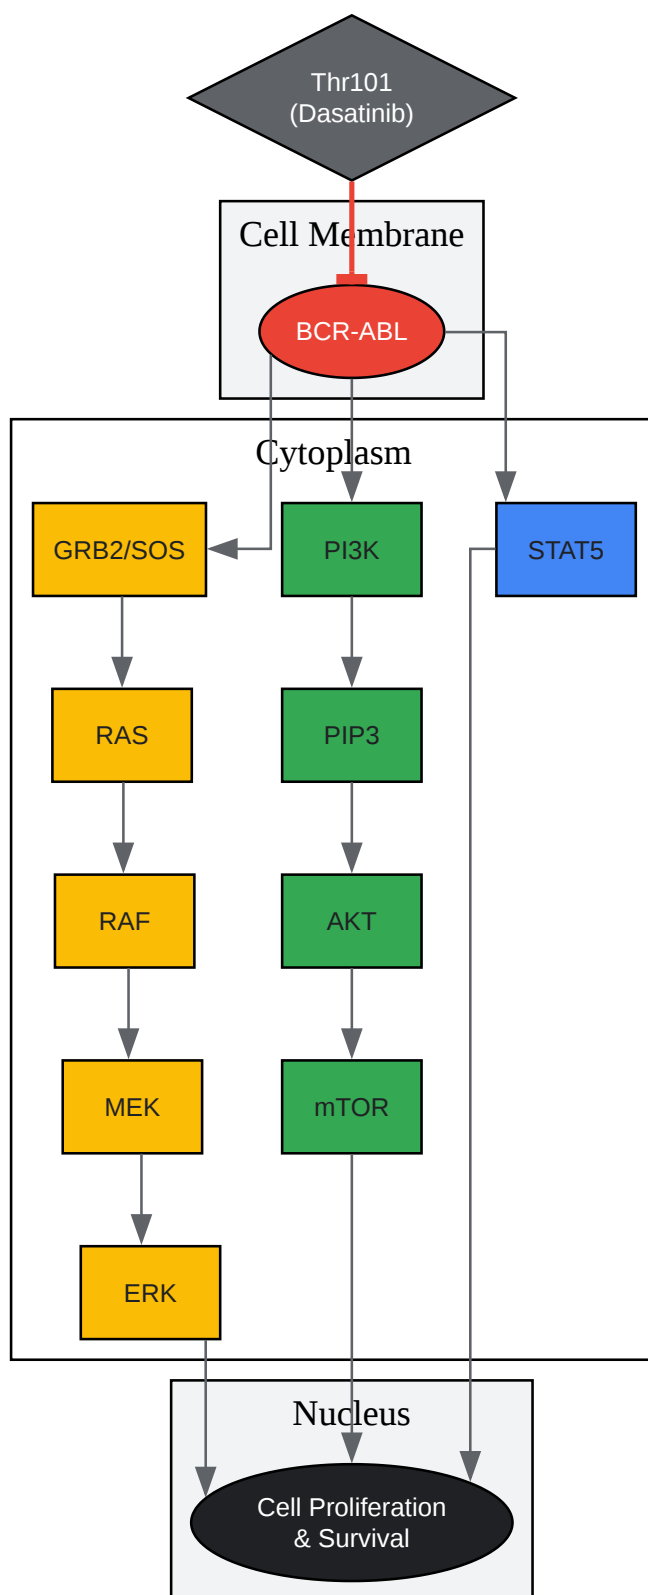 Thr101
(Dasatinib)
Cell Membrane
BCR-ABL
Cytoplasm
GRB2/SOS
PI3K
STAT5
RAS
PIP3
RAF
AKT
MEK
mTOR
ERK
Nucleus
Cell Proliferation
& Survival